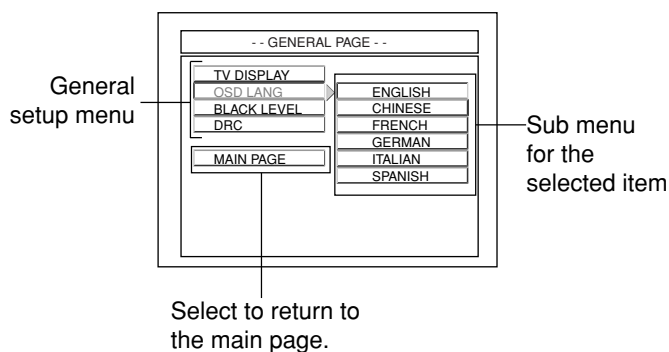 - - GENERAL PAGE - -
General
setup menu
TV DISPLAY
OSD LANG
BLACK LEVEL
DRC
MAIN PAGE
ENGLISH
CHINESE
FRENCH
GERMAN
ITALIAN
SPANISH
Sub menu
for the
selected item
Select to return to
the main page.